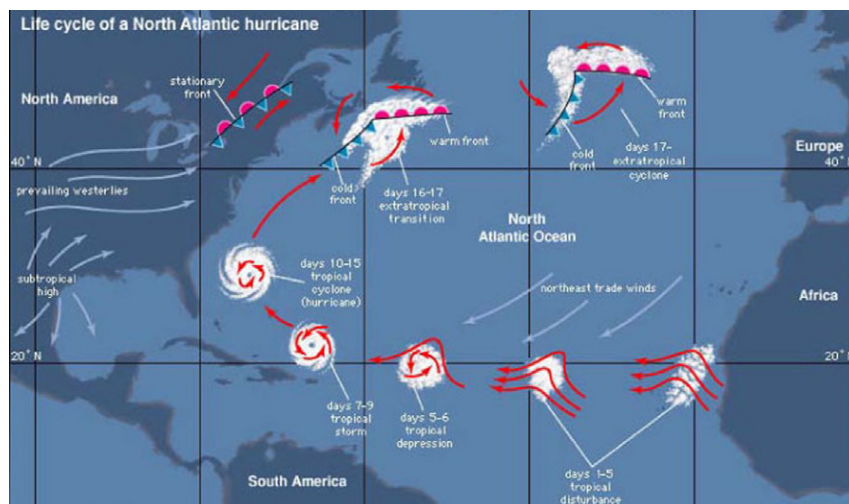 Life cycle of a North Atlantic hurricane
stationary
front
North America
warm
front
warm front
Europe
cold
front
days 17–
extratropical
cyclone
40° N
40° N
prevailing westerlies
cold
front
days 16-17
extratropical
transition
North
Atlantic Ocean
days 10-15
tropical
cyclone
(hurricane)
subtropical
high
northeast trade winds
Africa
20° N
20° N
days 7-9
tropical
storm
days 5-6
tropical
depression
days 1-5
tropical
disturbance
South America